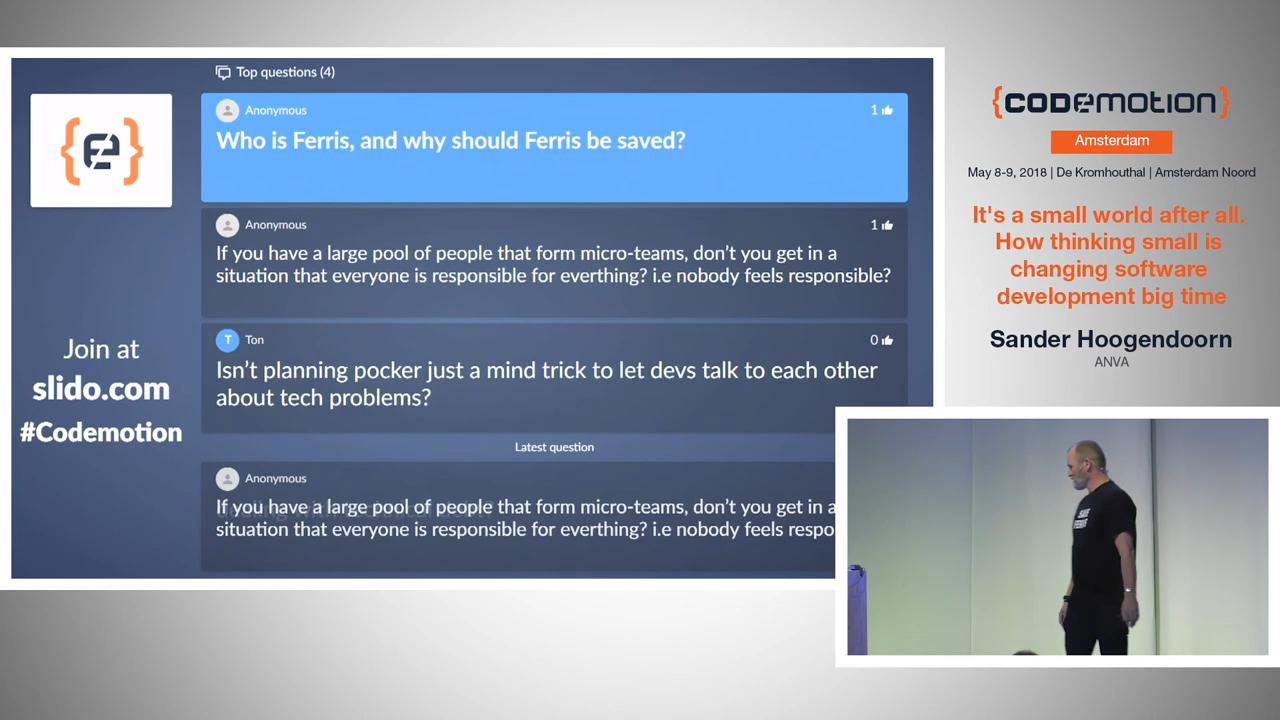 Top questions (4)
Anonymous
1
Who is Ferris, and why should Ferris be saved?
Anonymous
1
If you have a large pool of people that form micro-teams, don't you get in a
situation that everyone is responsible for everthing? i.e nobody feels responsible?
T
Ton
0
Isn't planning pocker just a mind trick to let devs talk to each other
about tech problems?
Latest question
Anonymous
If you have a large pool of people that form micro-teams, don't you get in a
situation that everyone is responsible for everthing? i.e nobody feels respo
Join at
slido.com
#Codemotion
{CODEMOTION}
Amsterdam
May 8-9, 2018 | De Kromhouthal | Amsterdam Noord
It's a small world after all.
How thinking small is
changing software
development big time
Sander Hoogendoorn
ANVA
SAVE
FERRIS